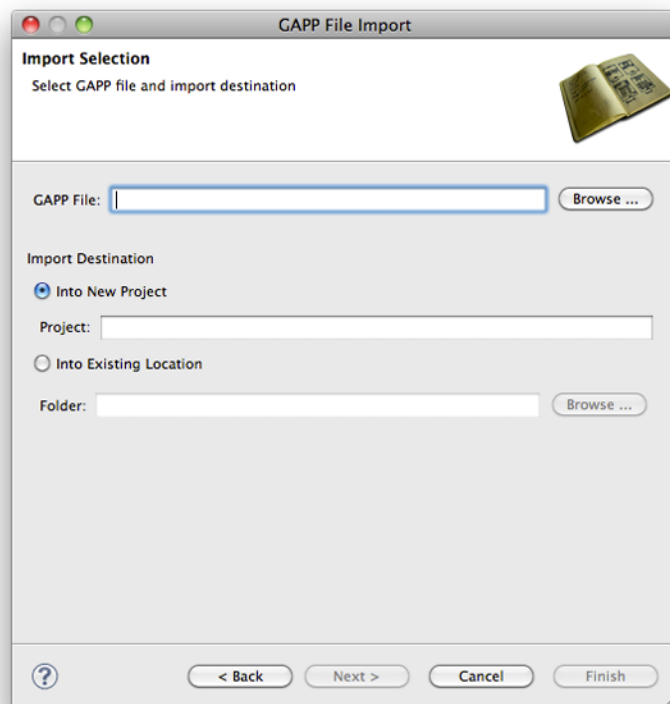 GAPP File Import
Import Selection
Select GAPP file and import destination
GAPP File:
Browse ...
Import Destination
Into New Project
Project:
Into Existing Location
Folder:
Browse ...
?
< Back
Next >
Cancel
Finish